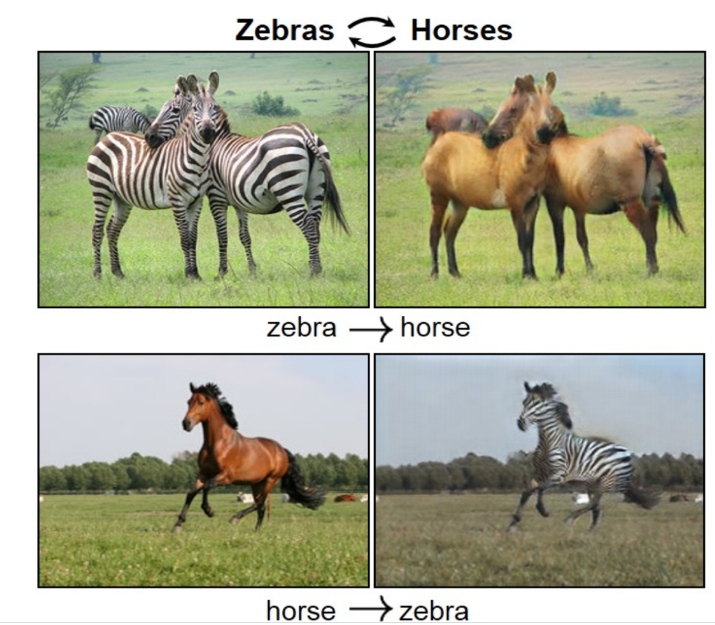 Zebras ⇄ Horses
zebra → horse
horse → zebra